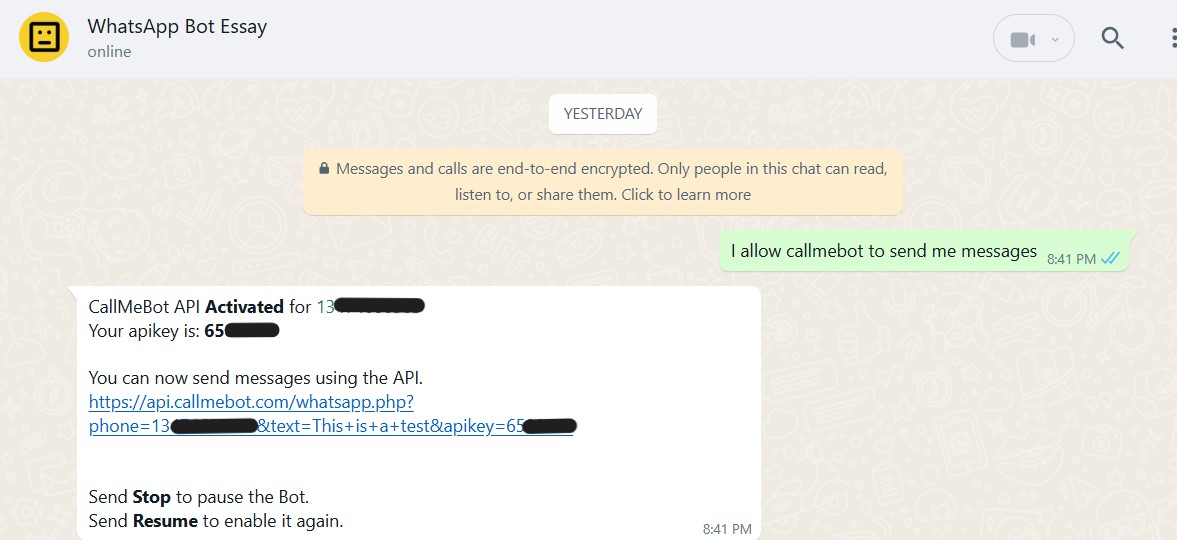 WhatsApp Bot Essay
online
YESTERDAY
Messages and calls are end-to-end encrypted. Only people in this chat can read,
listen to, or share them. Click to learn more
I allow callmebot to send me messages 8:41 PM
CallMeBot API Activated for 13
Your apikey is: 65
You can now send messages using the API.
https://api.callmebot.com/whatsapp.php?
phone=13 &text=This+is+a+test&apikey=65
Send Stop to pause the Bot.
Send Resume to enable it again.
8:41 PM